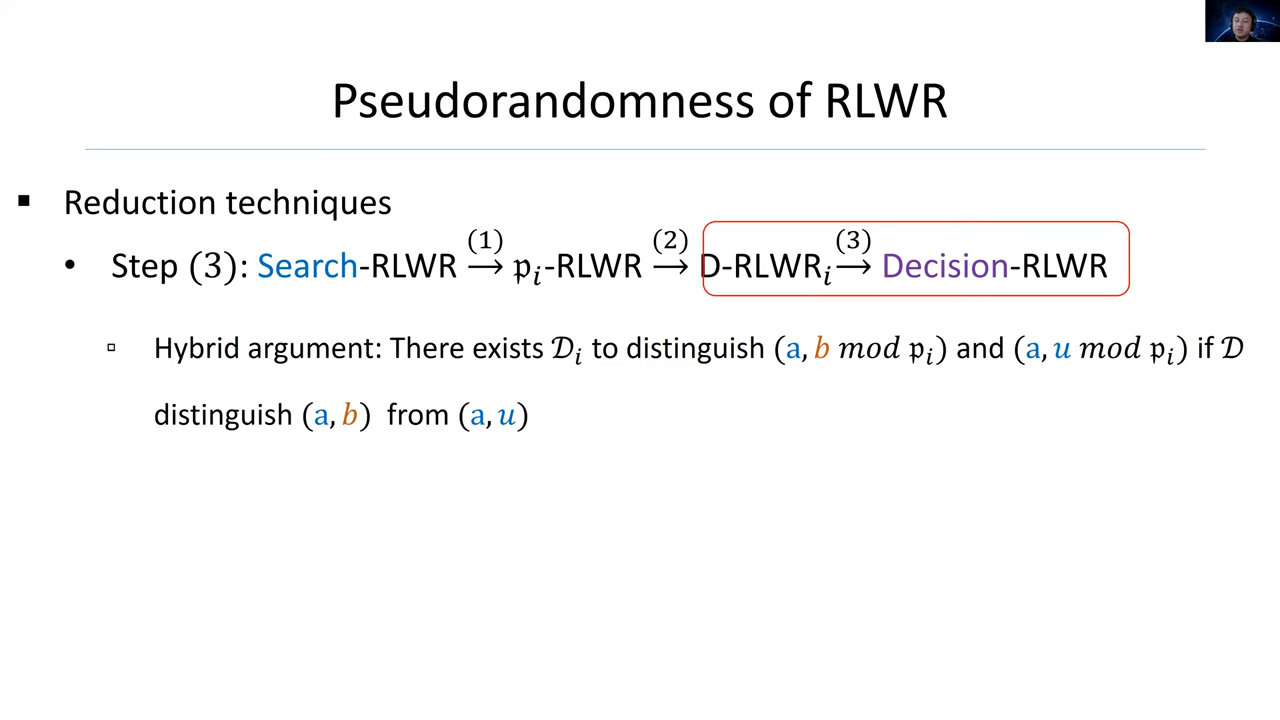 Pseudorandomness of RLWR
▪ Reduction techniques
• Step (3): Search-RLWR →(1) 𝔭ᵢ-RLWR →(2) D-RLWRᵢ →(3) Decision-RLWR
▫ Hybrid argument: There exists 𝒟ᵢ to distinguish (a, b mod 𝔭ᵢ) and (a, u mod 𝔭ᵢ) if 𝒟
distinguish (a, b) from (a, u)